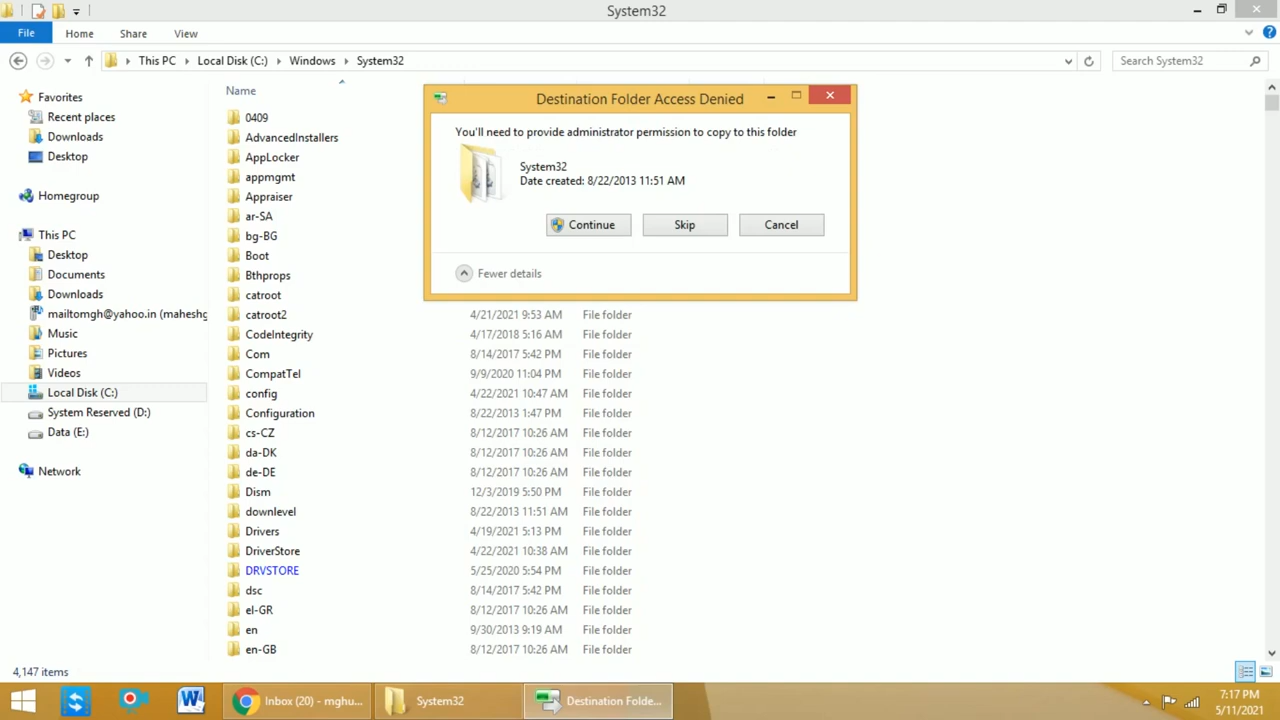 System32
File
Home
Share
View
This PC
Local Disk (C:)
Windows
System32
Search System32
Name
Favorites
Recent places
Downloads
Desktop
Homegroup
This PC
Desktop
Documents
Downloads
mailtomgh@yahoo.in (maheshg
Music
Pictures
Videos
Local Disk (C:)
System Reserved (D:)
Data (E:)
Network
0409
AdvancedInstallers
AppLocker
appmgmt
Appraiser
ar-SA
bg-BG
Boot
Bthprops
catroot
catroot2 4/21/2021 9:53 AM File folder
CodeIntegrity 4/17/2018 5:16 AM File folder
Com 8/14/2017 5:42 PM File folder
CompatTel 9/9/2020 11:04 PM File folder
config 4/22/2021 10:47 AM File folder
Configuration 8/22/2013 1:47 PM File folder
cs-CZ 8/12/2017 10:26 AM File folder
da-DK 8/12/2017 10:26 AM File folder
de-DE 8/12/2017 10:26 AM File folder
Dism 12/3/2019 5:50 PM File folder
downlevel 8/22/2013 11:51 AM File folder
Drivers 4/19/2021 5:13 PM File folder
DriverStore 4/22/2021 10:38 AM File folder
DRVSTORE 5/25/2020 5:54 PM File folder
dsc 8/14/2017 5:42 PM File folder
el-GR 8/12/2017 10:26 AM File folder
en 9/30/2013 9:19 AM File folder
en-GB 8/12/2017 10:26 AM File folder
Destination Folder Access Denied
You'll need to provide administrator permission to copy to this folder
System32
Date created: 8/22/2013 11:51 AM
Continue
Skip
Cancel
Fewer details
4,147 items
Inbox (20) - mghu...
System32
Destination Folde...
7:17 PM
5/11/2021